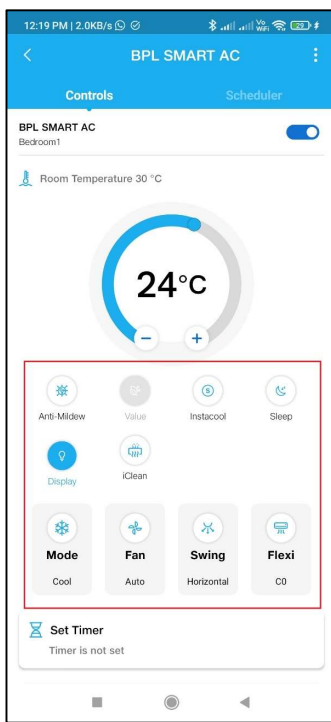 12:19 PM | 2.0KB/s
Vo
WiFi
29
BPL SMART AC
Controls
Scheduler
BPL SMART AC
Bedroom1
Room Temperature 30 °C
24°C
− +
Anti-Mildew Value Instacool Sleep
Display iClean
Mode Fan Swing Flexi
Cool Auto Horizontal C0
Set Timer
Timer is not set